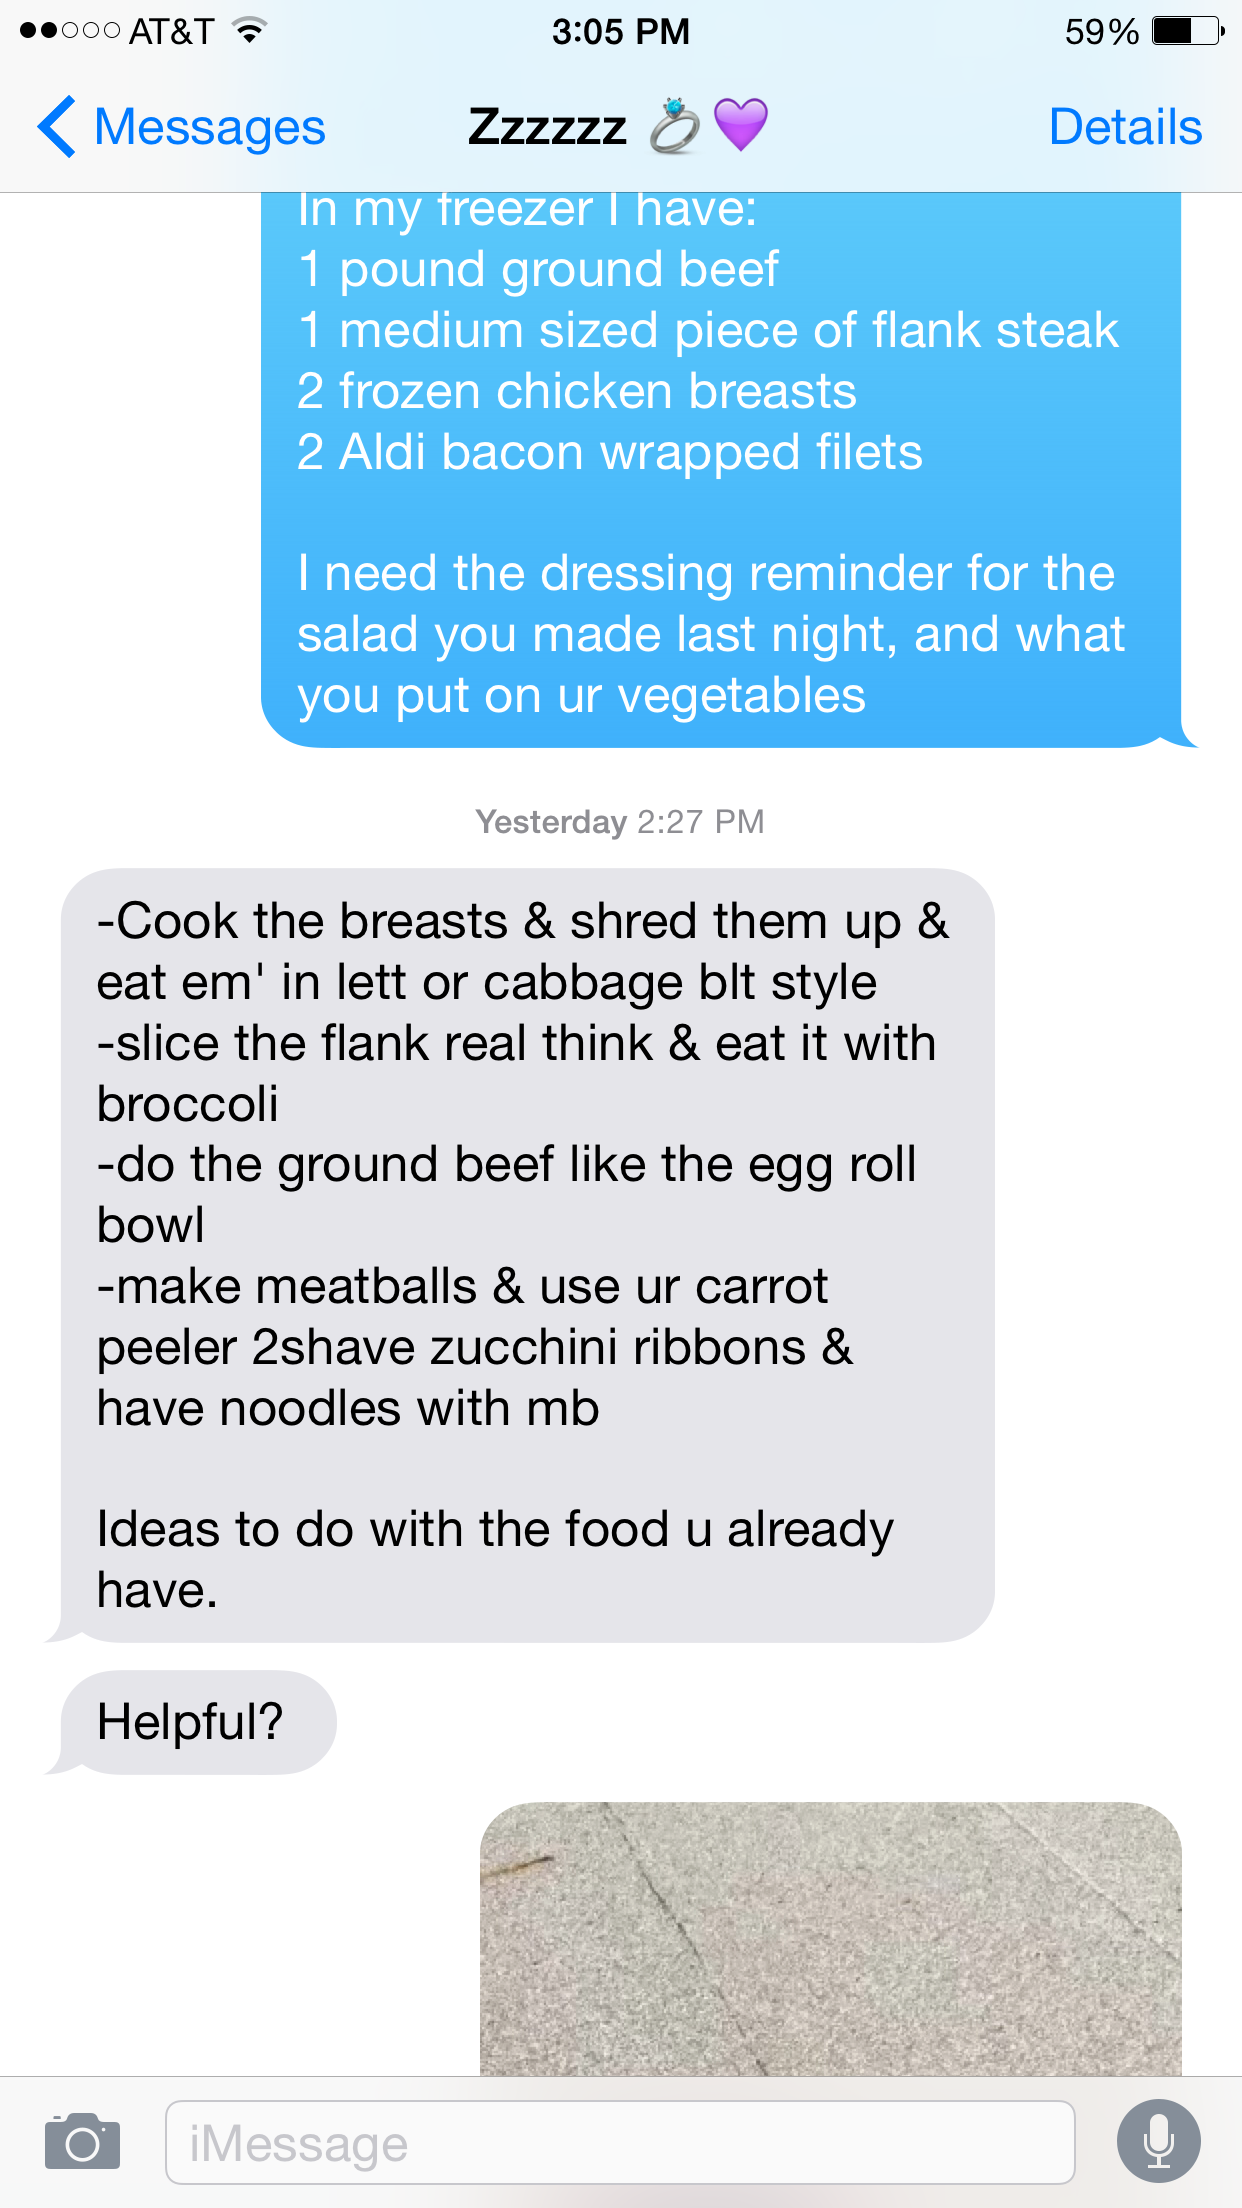 AT&T 3:05 PM 59%
Messages Zzzzzz 💍💜 Details
In my freezer I have:
1 pound ground beef
1 medium sized piece of flank steak
2 frozen chicken breasts
2 Aldi bacon wrapped filets
I need the dressing reminder for the
salad you made last night, and what
you put on ur vegetables
Yesterday 2:27 PM
-Cook the breasts & shred them up &
eat em' in lett or cabbage blt style
-slice the flank real think & eat it with
broccoli
-do the ground beef like the egg roll
bowl
-make meatballs & use ur carrot
peeler 2shave zucchini ribbons &
have noodles with mb
Ideas to do with the food u already
have.
Helpful?
iMessage